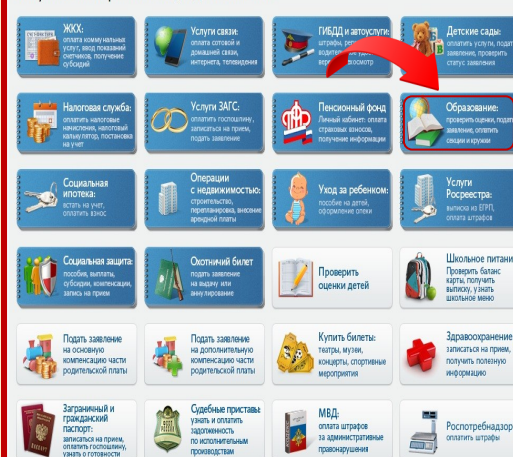 ЖКХ:
оплата коммунальных
услуг, ввод показаний
счетчиков, получение
субсидий
Услуги связи:
оплата сотовой и
домашней связи,
интернета, телевидения
ГИБДД и автоуслуги:
штрафы,
Детские сады:
оплатить услуги, подать
заявление, проверить
статус заявления
Налоговая служба:
оплатить налоговые
начисления, налоговый
калькулятор, постановка
на учет
Услуги ЗАГС:
оплатить госпошлину,
записаться на прием,
подать заявление
Пенсионный фонд
Личный кабинет: оплата
страховых взносов,
получение информации
Образование:
проверить оценки, подать
заявление, оплатить
секции и кружки
Социальная
ипотека:
встать на учет,
оплатить взнос
Операции
с недвижимостью:
строительство,
перепланировка, внесение
арендной платы
Уход за ребенком:
пособие на детей,
оформление опеки
Услуги
Росреестра:
выписка из ЕГРП,
оплата штрафов
Социальная защита:
пособия, выплаты,
субсидии, компенсации,
запись на прием
Охотничий билет
подать заявление
на выдачу или
аннулирование
Проверить
оценки детей
Школьное питани
Проверить баланс
карты, получить
выписку, узнать
школьное меню
Подать заявление
на основную
компенсацию части
родительской платы
Подать заявление
на дополнительную
компенсацию части
родительской платы
Купить билеты:
театры, музеи,
концерты, спортивные
мероприятия
Здравоохранение
записаться на прием,
получить полезную
информацию
Заграничный и
гражданский
паспорт:
записаться на прием,
оплатить госпошлину,
узнать о готовности
Судебные приставы:
узнать и оплатить
задолженность
по исполнительным
производствам
МВД:
оплата штрафов
за административные
правонарушения
Роспотребнадзор
оплатить штрафы